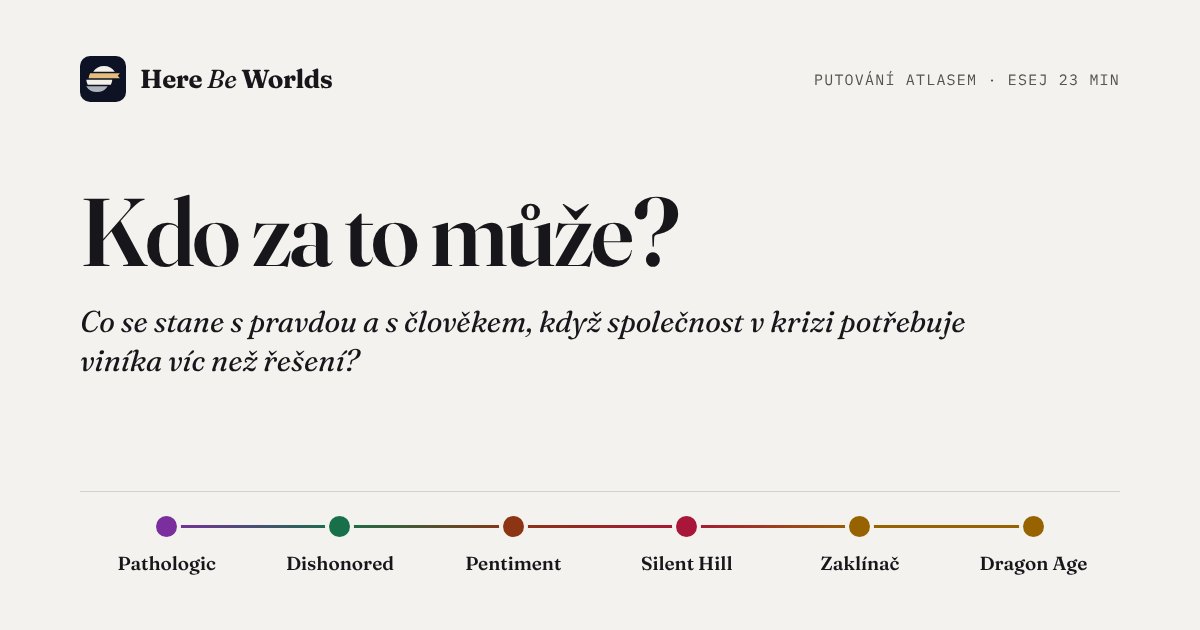 Here Be Worlds
PUTOVÁNÍ ATLASEM · ESEJ 23 MIN
Kdo za to může?
Co se stane s pravdou a s člověkem, když společnost v krizi potřebuje
viníka víc než řešení?
Pathologic
Dishonored
Pentiment
Silent Hill
Zaklínač
Dragon Age